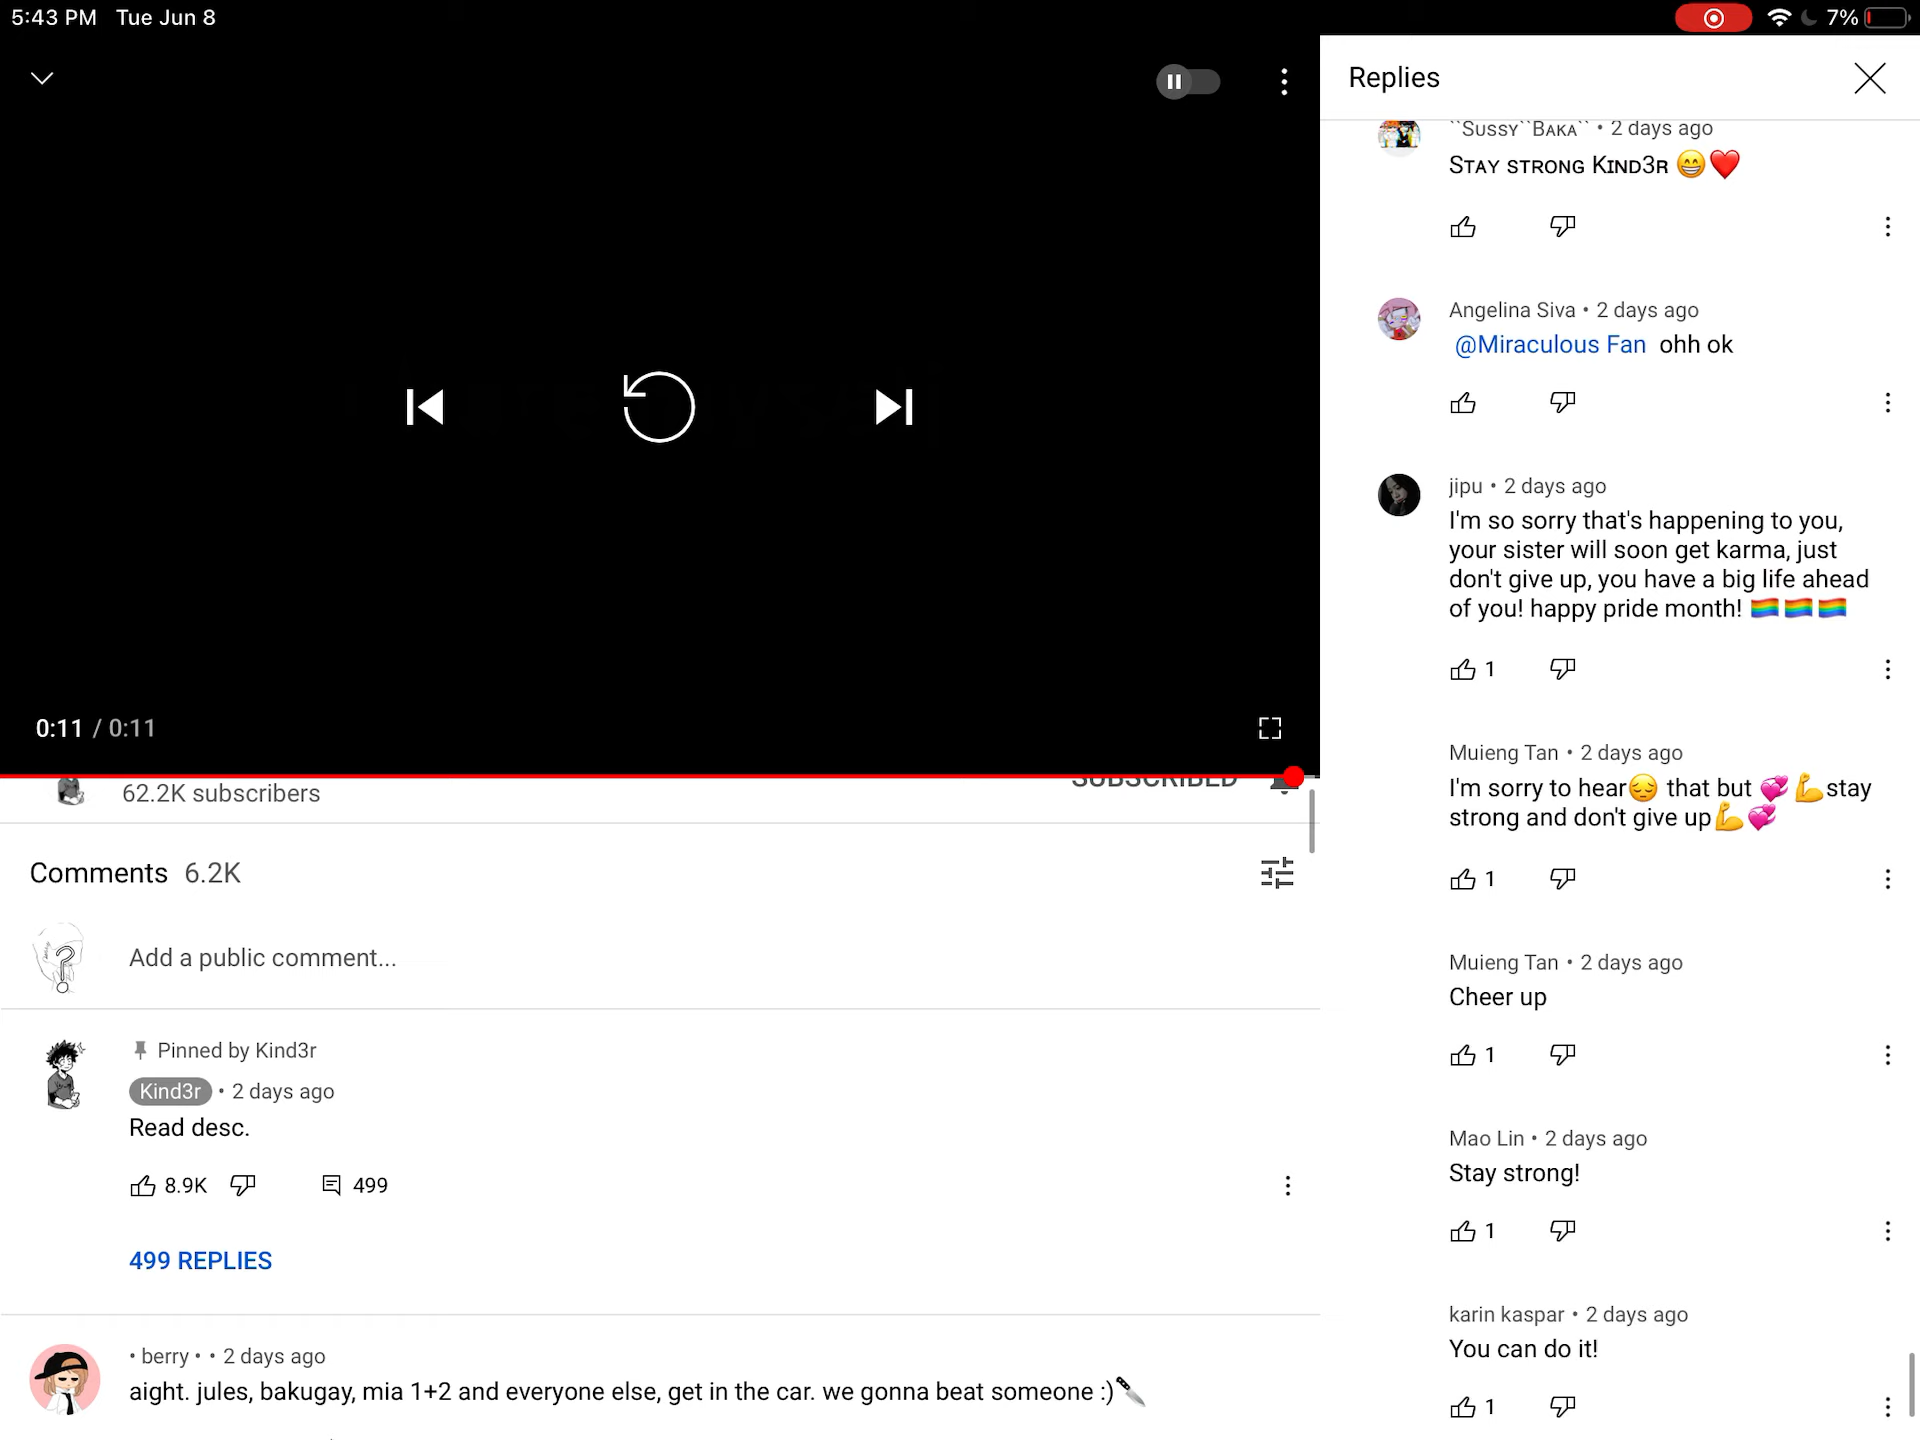 5:43 PM Tue Jun 8
7%
0:11 / 0:11
62.2K subscribers
SUBSCRIBED
Comments 6.2K
Add a public comment...
Pinned by Kind3r
Kind3r • 2 days ago
Read desc.
8.9K 499
499 REPLIES
• berry • • 2 days ago
aight. jules, bakugay, mia 1+2 and everyone else, get in the car. we gonna beat someone :)🔪
Replies
``Sᴜssʏ``Bᴀᴋᴀ`` • 2 days ago
Sᴛᴀʏ sᴛʀᴏɴɢ Kɪɴᴅ3ʀ 😁❤️
Angelina Siva • 2 days ago
@Miraculous Fan ohh ok
jipu • 2 days ago
I'm so sorry that's happening to you,
your sister will soon get karma, just
don't give up, you have a big life ahead
of you! happy pride month! 🏳️‍🌈🏳️‍🌈🏳️‍🌈
1
Muieng Tan • 2 days ago
I'm sorry to hear😔 that but 💞💪stay
strong and don't give up💪💞
1
Muieng Tan • 2 days ago
Cheer up
1
Mao Lin • 2 days ago
Stay strong!
1
karin kaspar • 2 days ago
You can do it!
1